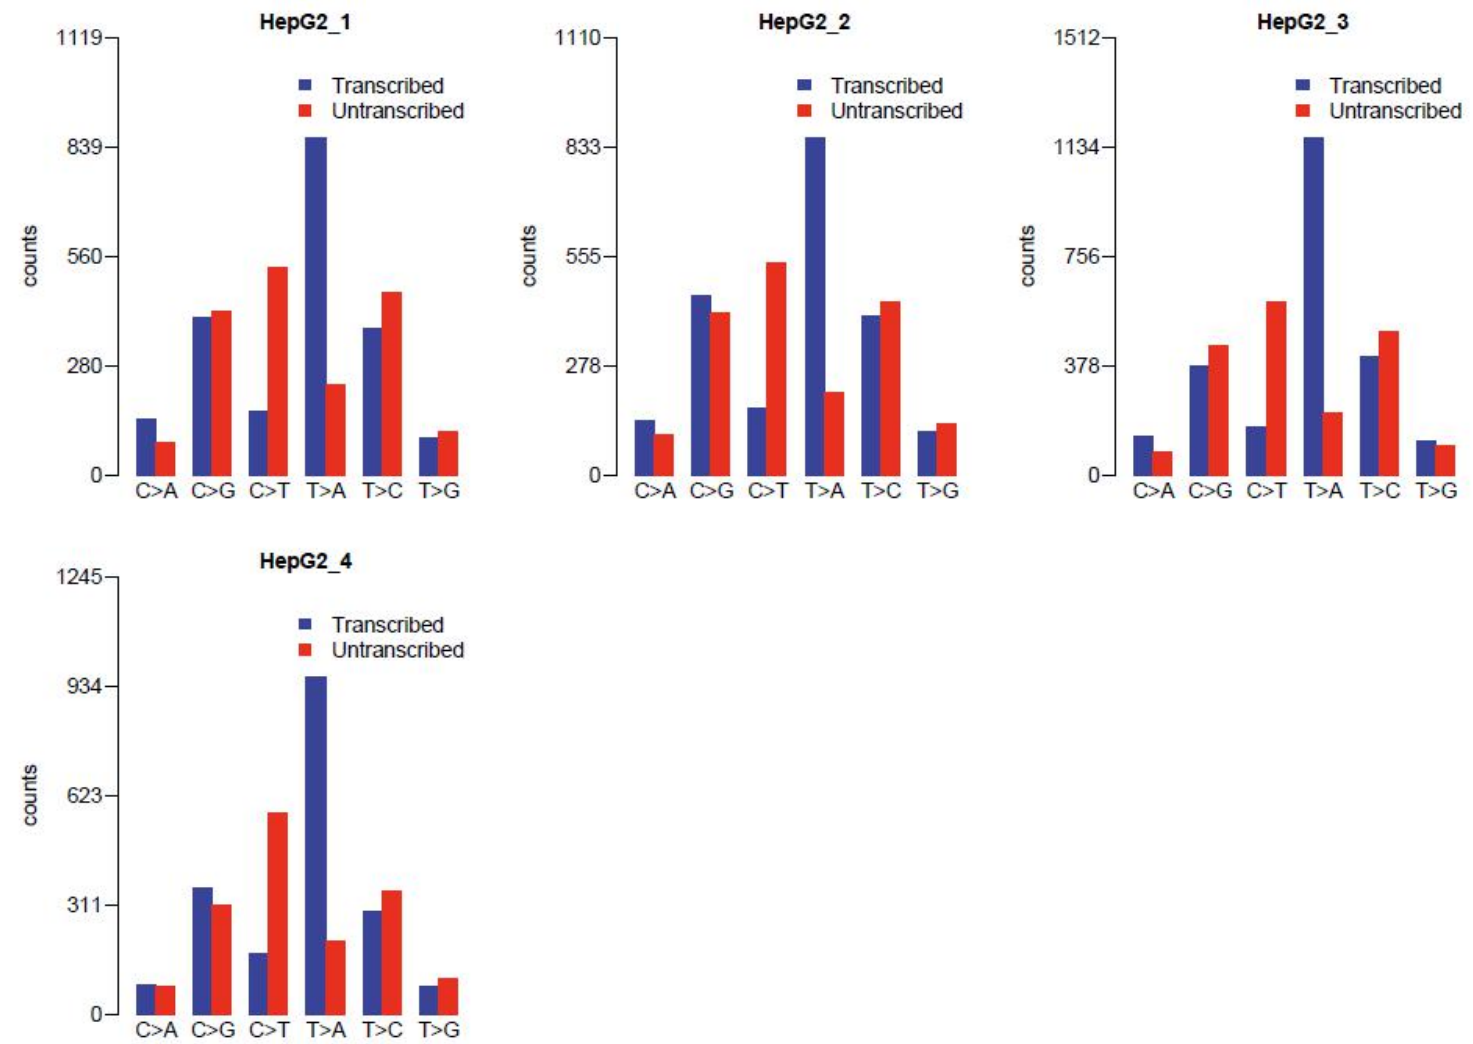 HepG2_1
1119
839
560
280
0
counts
Transcribed
Untranscribed
C>A C>G C>T T>A T>C T>G
HepG2_2
1110
833
555
278
0
counts
Transcribed
Untranscribed
C>A C>G C>T T>A T>C T>G
HepG2_3
1512
1134
756
378
0
counts
Transcribed
Untranscribed
C>A C>G C>T T>A T>C T>G
HepG2_4
1245
934
623
311
0
counts
Transcribed
Untranscribed
C>A C>G C>T T>A T>C T>G